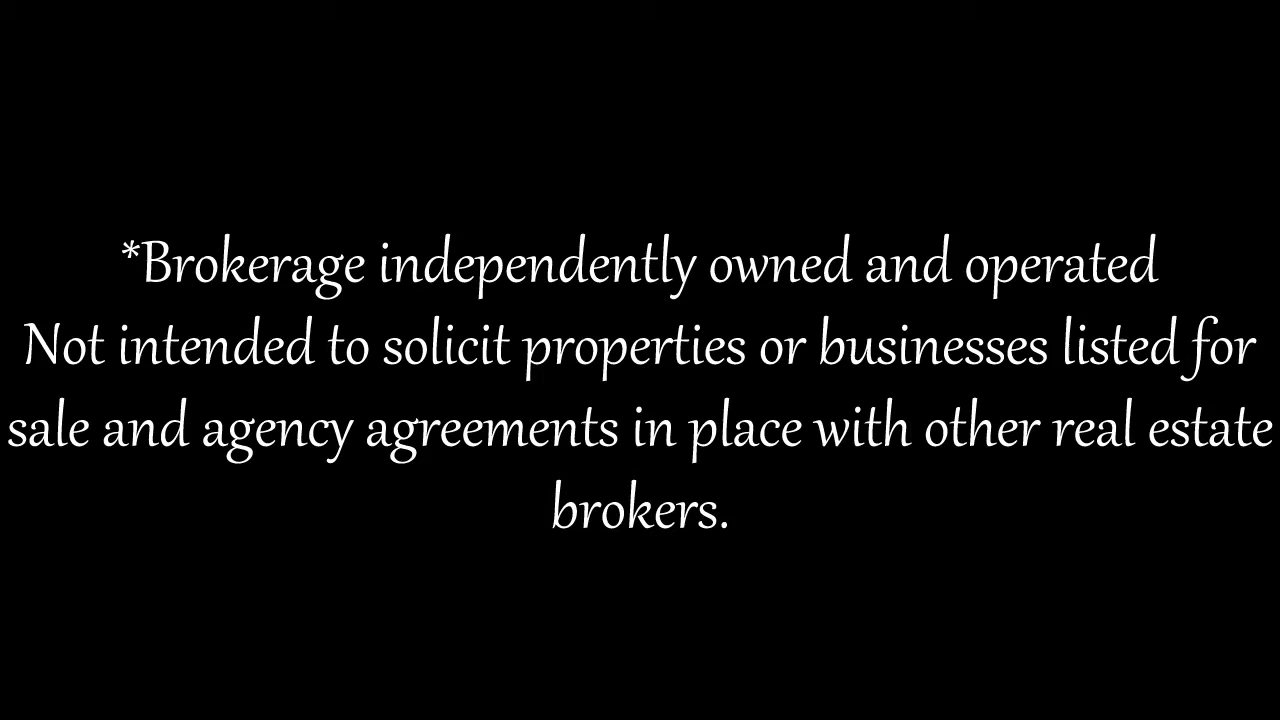 *Brokerage independently owned and operated
Not intended to solicit properties or businesses listed for
sale and agency agreements in place with other real estate
brokers.